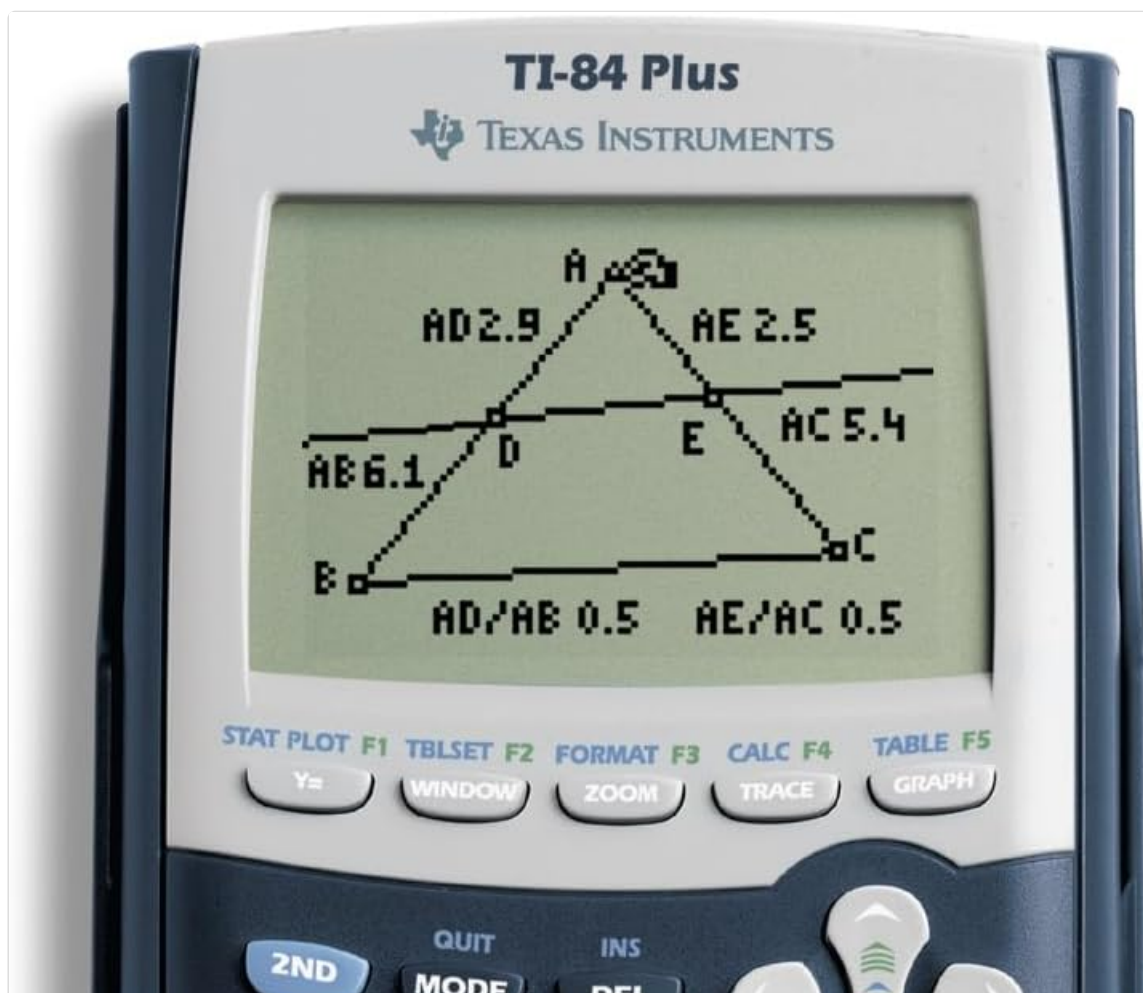 TI-84 Plus
TEXAS INSTRUMENTS
A
AD 2.9 AE 2.5
AC 5.4
D E
AB 6.1
B C
AD/AB 0.5 AE/AC 0.5
STAT PLOT F1 TBLSET F2 FORMAT F3 CALC F4 TABLE F5
Y= WINDOW ZOOM TRACE GRAPH
QUIT INS
2ND MODE DEL